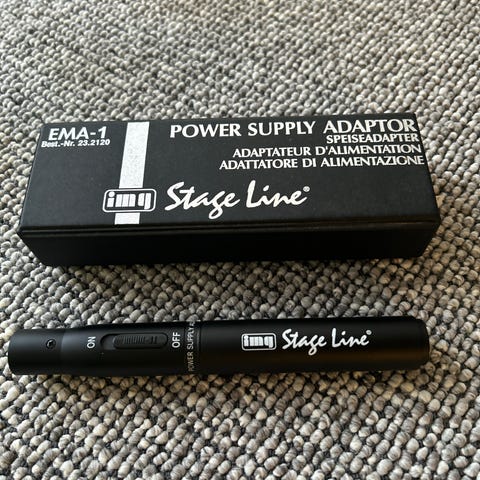 EMA-1
Best.-Nr. 23.2120
POWER SUPPLY ADAPTOR
SPEISEADAPTER
ADAPTATEUR D'ALIMENTATION
ADATTATORE DI ALIMENTAZIONE
img Stage Line®
ON
OFF
POWER SUPPLY
img Stage Line®